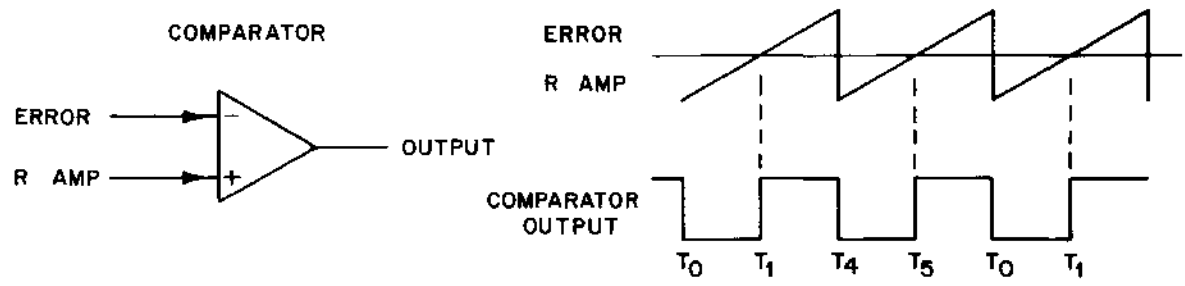 COMPARATOR
ERROR
R AMP
−
+
OUTPUT
ERROR
R AMP
COMPARATOR
OUTPUT
T0 T1 T4 T5 T0 T1